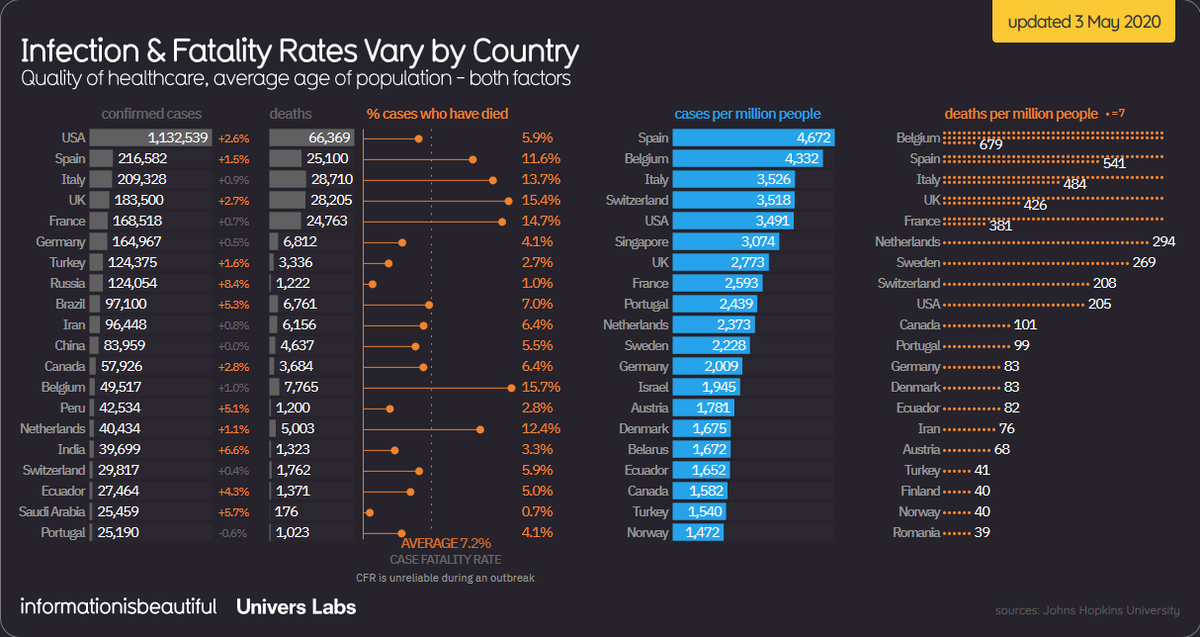 updated 3 May 2020
Infection & Fatality Rates Vary by Country
Quality of healthcare, average age of population – both factors
confirmed cases deaths % cases who have died
USA 1,132,539 +2.6% 66,369 5.9%
Spain 216,582 +1.5% 25,100 11.6%
Italy 209,328 +0.9% 28,710 13.7%
UK 183,500 +2.7% 28,205 15.4%
France 168,518 +0.7% 24,763 14.7%
Germany 164,967 +0.5% 6,812 4.1%
Turkey 124,375 +1.6% 3,336 2.7%
Russia 124,054 +8.4% 1,222 1.0%
Brazil 97,100 +5.3% 6,761 7.0%
Iran 96,448 +0.8% 6,156 6.4%
China 83,959 +0.0% 4,637 5.5%
Canada 57,926 +2.8% 3,684 6.4%
Belgium 49,517 +1.0% 7,765 15.7%
Peru 42,534 +5.1% 1,200 2.8%
Netherlands 40,434 +1.1% 5,003 12.4%
India 39,699 +6.6% 1,323 3.3%
Switzerland 29,817 +0.4% 1,762 5.9%
Ecuador 27,464 +4.3% 1,371 5.0%
Saudi Arabia 25,459 +5.7% 176 0.7%
Portugal 25,190 -0.6% 1,023 4.1%
AVERAGE 7.2%
CASE FATALITY RATE
CFR is unreliable during an outbreak
cases per million people
Spain 4,672
Belgium 4,332
Italy 3,526
Switzerland 3,518
USA 3,491
Singapore 3,074
UK 2,773
France 2,593
Portugal 2,439
Netherlands 2,373
Sweden 2,228
Germany 2,009
Israel 1,945
Austria 1,781
Denmark 1,675
Belarus 1,672
Ecuador 1,652
Canada 1,582
Turkey 1,540
Norway 1,472
deaths per million people •=7
Belgium 679
Spain 541
Italy 484
UK 426
France 381
Netherlands 294
Sweden 269
Switzerland 208
USA 205
Canada 101
Portugal 99
Germany 83
Denmark 83
Ecuador 82
Iran 76
Austria 68
Turkey 41
Finland 40
Norway 40
Romania 39
informationisbeautiful Univers Labs
sources: Johns Hopkins University